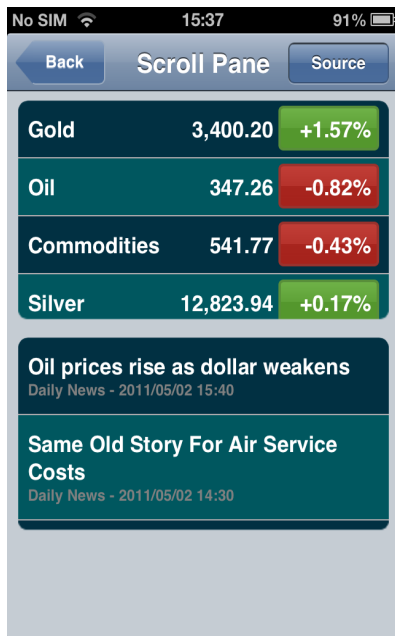 No SIM 15:37 91%
Back Scroll Pane Source
Gold 3,400.20 +1.57%
Oil 347.26 -0.82%
Commodities 541.77 -0.43%
Silver 12,823.94 +0.17%
Oil prices rise as dollar weakens
Daily News - 2011/05/02 15:40
Same Old Story For Air Service
Costs
Daily News - 2011/05/02 14:30